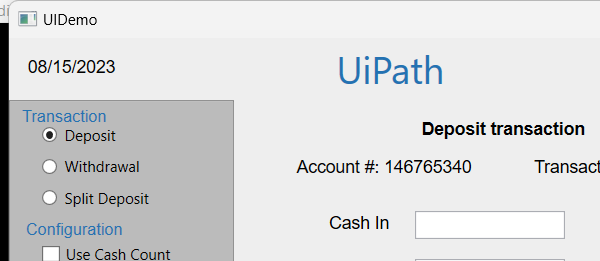 UIDemo
08/15/2023
UiPath
Transaction
Deposit
Withdrawal
Split Deposit
Configuration
Use Cash Count
Deposit transaction
Account #: 146765340 Transact
Cash In